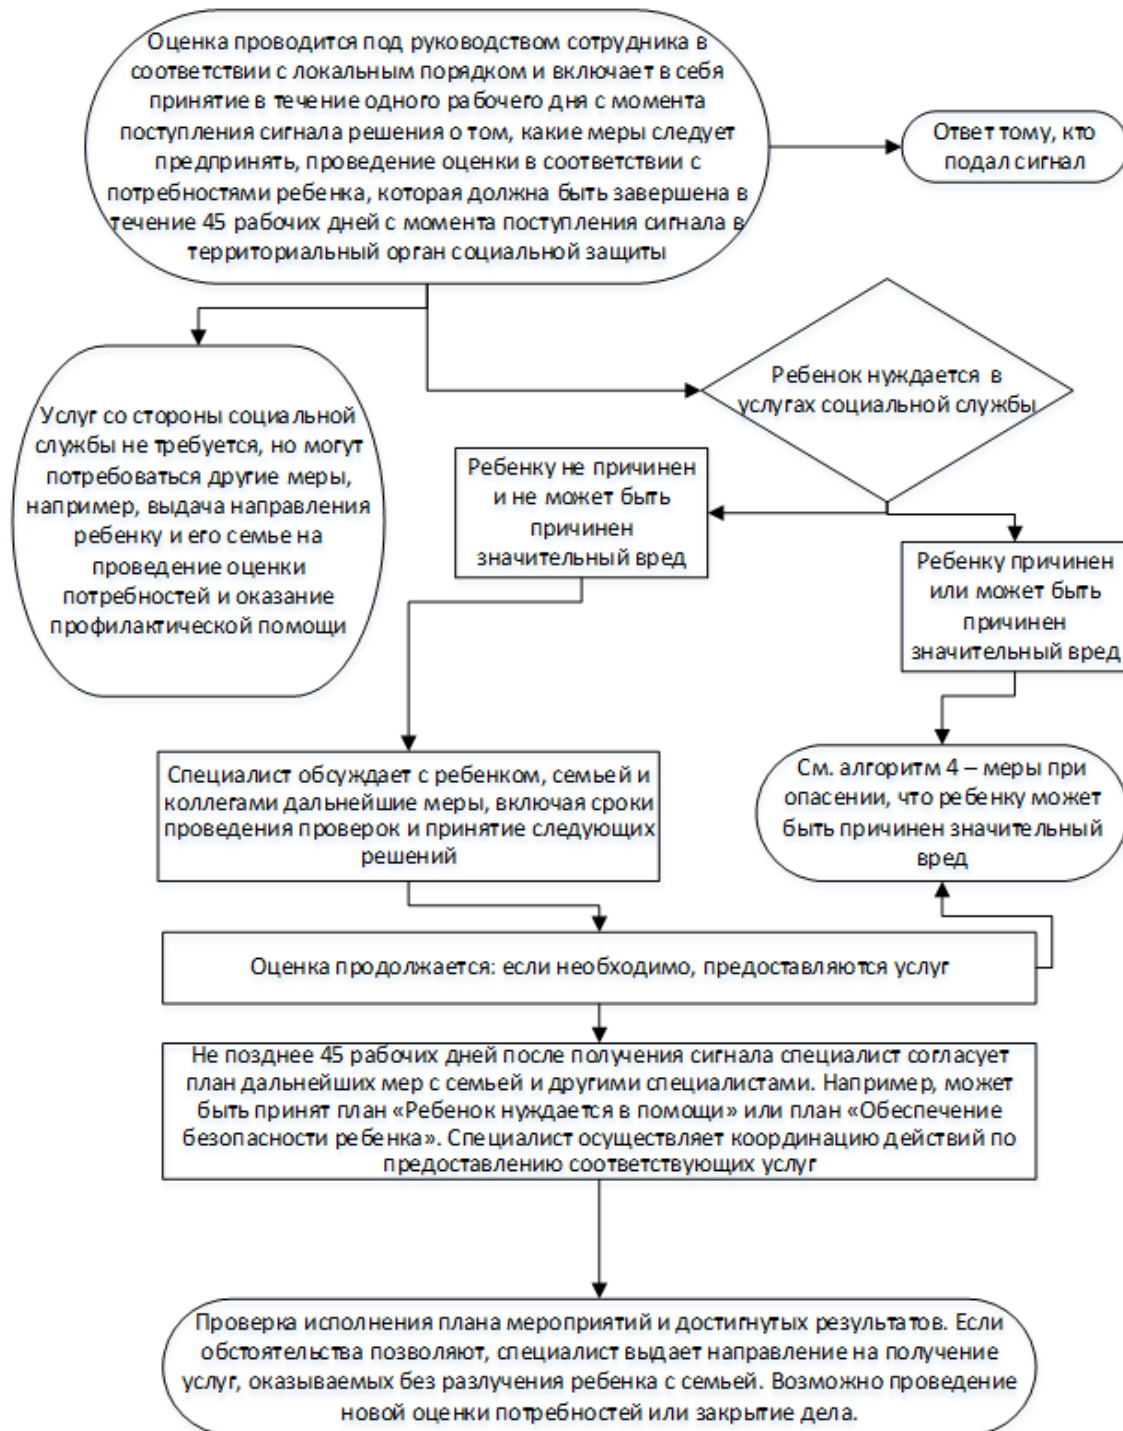 Оценка проводится под руководством сотрудника в
соответствии с локальным порядком и включает в себя
принятие в течение одного рабочего дня с момента
поступления сигнала решения о том, какие меры следует
предпринять, проведение оценки в соответствии с
потребностями ребенка, которая должна быть завершена в
течение 45 рабочих дней с момента поступления сигнала в
территориальный орган социальной защиты
Ответ тому, кто
подал сигнал
Ребенок нуждается в
услугах социальной службы
Услуг со стороны социальной
службы не требуется, но могут
потребоваться другие меры,
например, выдача направления
ребенку и его семье на
проведение оценки
потребностей и оказание
профилактической помощи
Ребенку не причинен
и не может быть
причинен
значительный вред
Ребенку причинен
или может быть
причинен
значительный вред
Специалист обсуждает с ребенком, семьей и
коллегами дальнейшие меры, включая сроки
проведения проверок и принятие следующих
решений
См. алгоритм 4 – меры при
опасении, что ребенку может
быть причинен значительный
вред
Оценка продолжается: если необходимо, предоставляются услуг
Не позднее 45 рабочих дней после получения сигнала специалист согласует
план дальнейших мер с семьей и другими специалистами. Например, может
быть принят план «Ребенок нуждается в помощи» или план «Обеспечение
безопасности ребенка». Специалист осуществляет координацию действий по
предоставлению соответствующих услуг
Проверка исполнения плана мероприятий и достигнутых результатов. Если
обстоятельства позволяют, специалист выдает направление на получение
услуг, оказываемых без разлучения ребенка с семьей. Возможно проведение
новой оценки потребностей или закрытие дела.